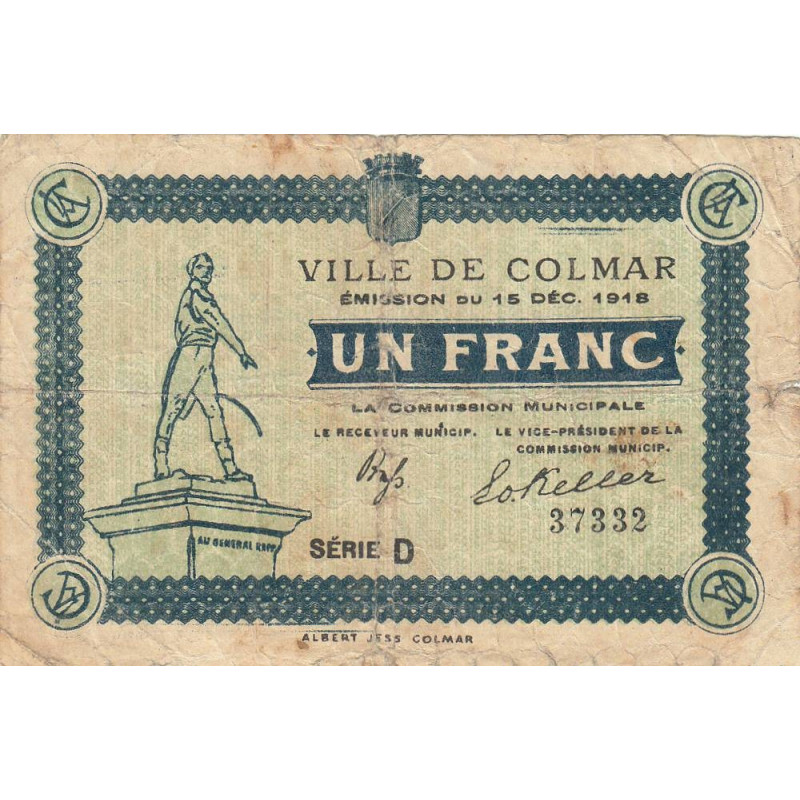 VILLE DE COLMAR
ÉMISSION DU 15 DÉC. 1918
UN FRANC
LA COMMISSION MUNICIPALE
LE RECEVEUR MUNICIP. LE VICE-PRÉSIDENT DE LA
COMMISSION MUNICIP.
Keller
37332
SÉRIE D
AU GENERAL RAPP
ALBERT JESS COLMAR